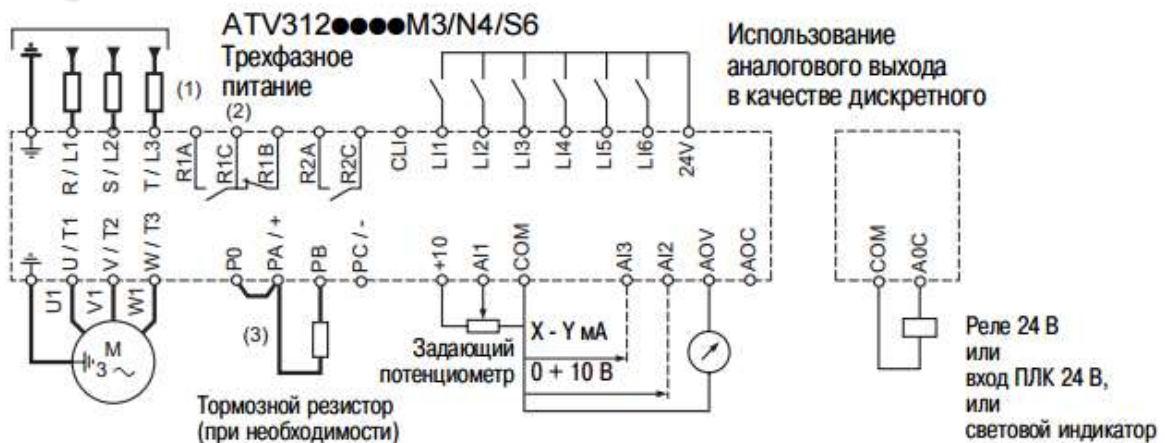 ATV312●●●●M3/N4/S6
Трехфазное
питание
(1)
(2)
Использование
аналогового выхода
в качестве дискретного
R / L1
S / L2
T / L3
R1A
R1C
R1B
R2A
R2C
CLI
LI1
LI2
LI3
LI4
LI5
LI6
24V
U / T1
V / T2
W / T3
P0
PA / +
PB
PC / -
+10
AI1
COM
AI3
AI2
AOV
AOC
COM
A0C
U1
V1
W1
M
3 ~
(3)
Тормозной резистор
(при необходимости)
Задающий
потенциометр
X - Y мА
0 + 10 В
Реле 24 В
или
вход ПЛК 24 В,
или
световой индикатор